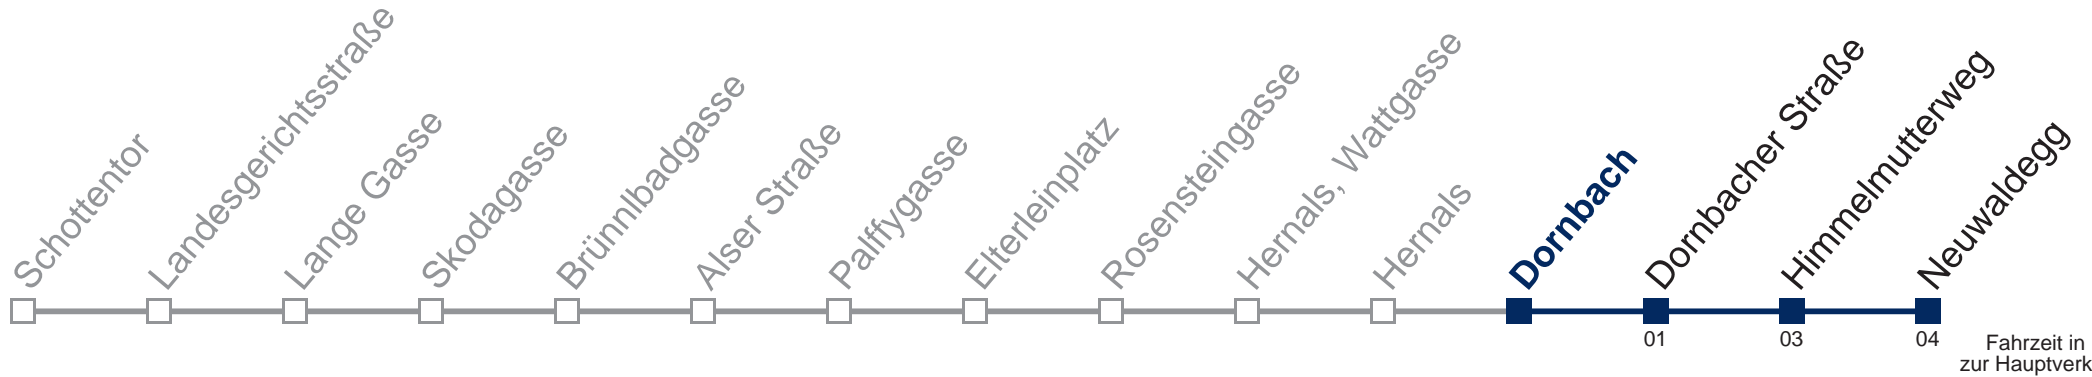 Schottentor
Landesgerichtsstraße
Lange Gasse
Skodagasse
Brünnlbadgasse
Alser Straße
Palffygasse
Elterleinplatz
Rosensteingasse
Hernals, Wattgasse
Hernals
Dornbach
Dornbacher Straße
Himmelmutterweg
Neuwaldegg
01
03
04
Fahrzeit in
zur Hauptverk